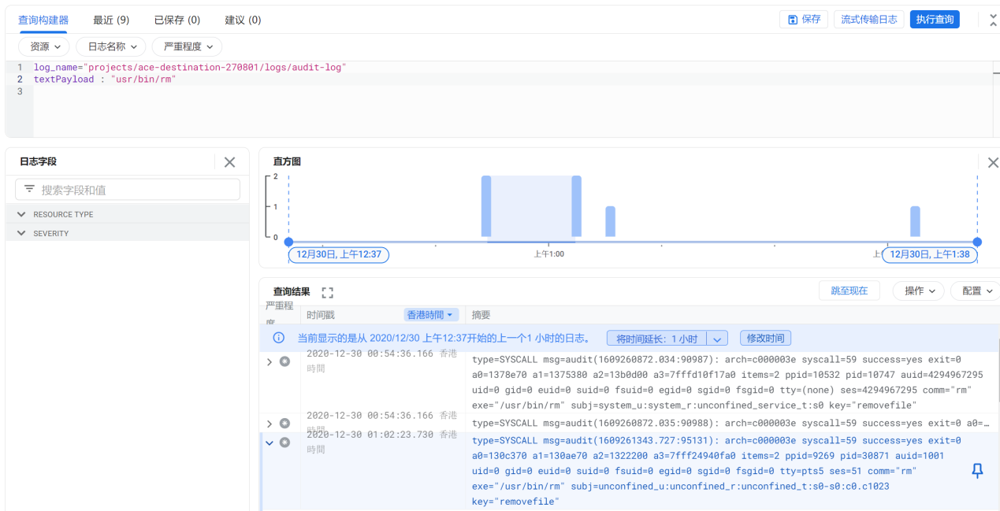 查询构建器 最近 (9) 已保存 (0) 建议 (0) 保存 流式传输日志 执行查询
资源 日志名称 严重程度
1 log_name="projects/ace-destination-270801/logs/audit-log"
2 textPayload : "usr/bin/rm"
3
日志字段
搜索字段和值
RESOURCE TYPE
SEVERITY
直方图
2
1
0
12月30日, 上午12:37 上午1:00 上 12月30日, 上午1:38
查询结果 跳至现在 操作 配置
严重程度 时间戳 香港時間 摘要
当前显示的是从 2020/12/30 上午12:37开始的上一个1 小时的日志。 将时间延长：1 小时 修改时间
2020-12-30 00:54:36.166 香港時間
type=SYSCALL msg=audit(1609260872.034:90987): arch=c000003e syscall=59 success=yes exit=0
a0=1378e70 a1=1375380 a2=13b0d00 a3=7fffd10f17a0 items=2 ppid=10532 pid=10747 auid=4294967295
uid=0 gid=0 euid=0 suid=0 fsuid=0 egid=0 sgid=0 fsgid=0 tty=(none) ses=4294967295 comm="rm"
exe="/usr/bin/rm" subj=system_u:system_r:unconfined_service_t:s0 key="removefile"
2020-12-30 00:54:36.166 香港時間
type=SYSCALL msg=audit(1609260872.035:90988): arch=c000003e syscall=59 success=yes exit=0 a0=…
2020-12-30 01:02:23.730 香港時間
type=SYSCALL msg=audit(1609261343.727:95131): arch=c000003e syscall=59 success=yes exit=0
a0=130c370 a1=130ae70 a2=1322200 a3=7fff24940fa0 items=2 ppid=9269 pid=30871 auid=1001
uid=0 gid=0 euid=0 suid=0 fsuid=0 egid=0 sgid=0 fsgid=0 tty=pts5 ses=51 comm="rm"
exe="/usr/bin/rm" subj=unconfined_u:unconfined_r:unconfined_t:s0-s0:c0.c1023
key="removefile"